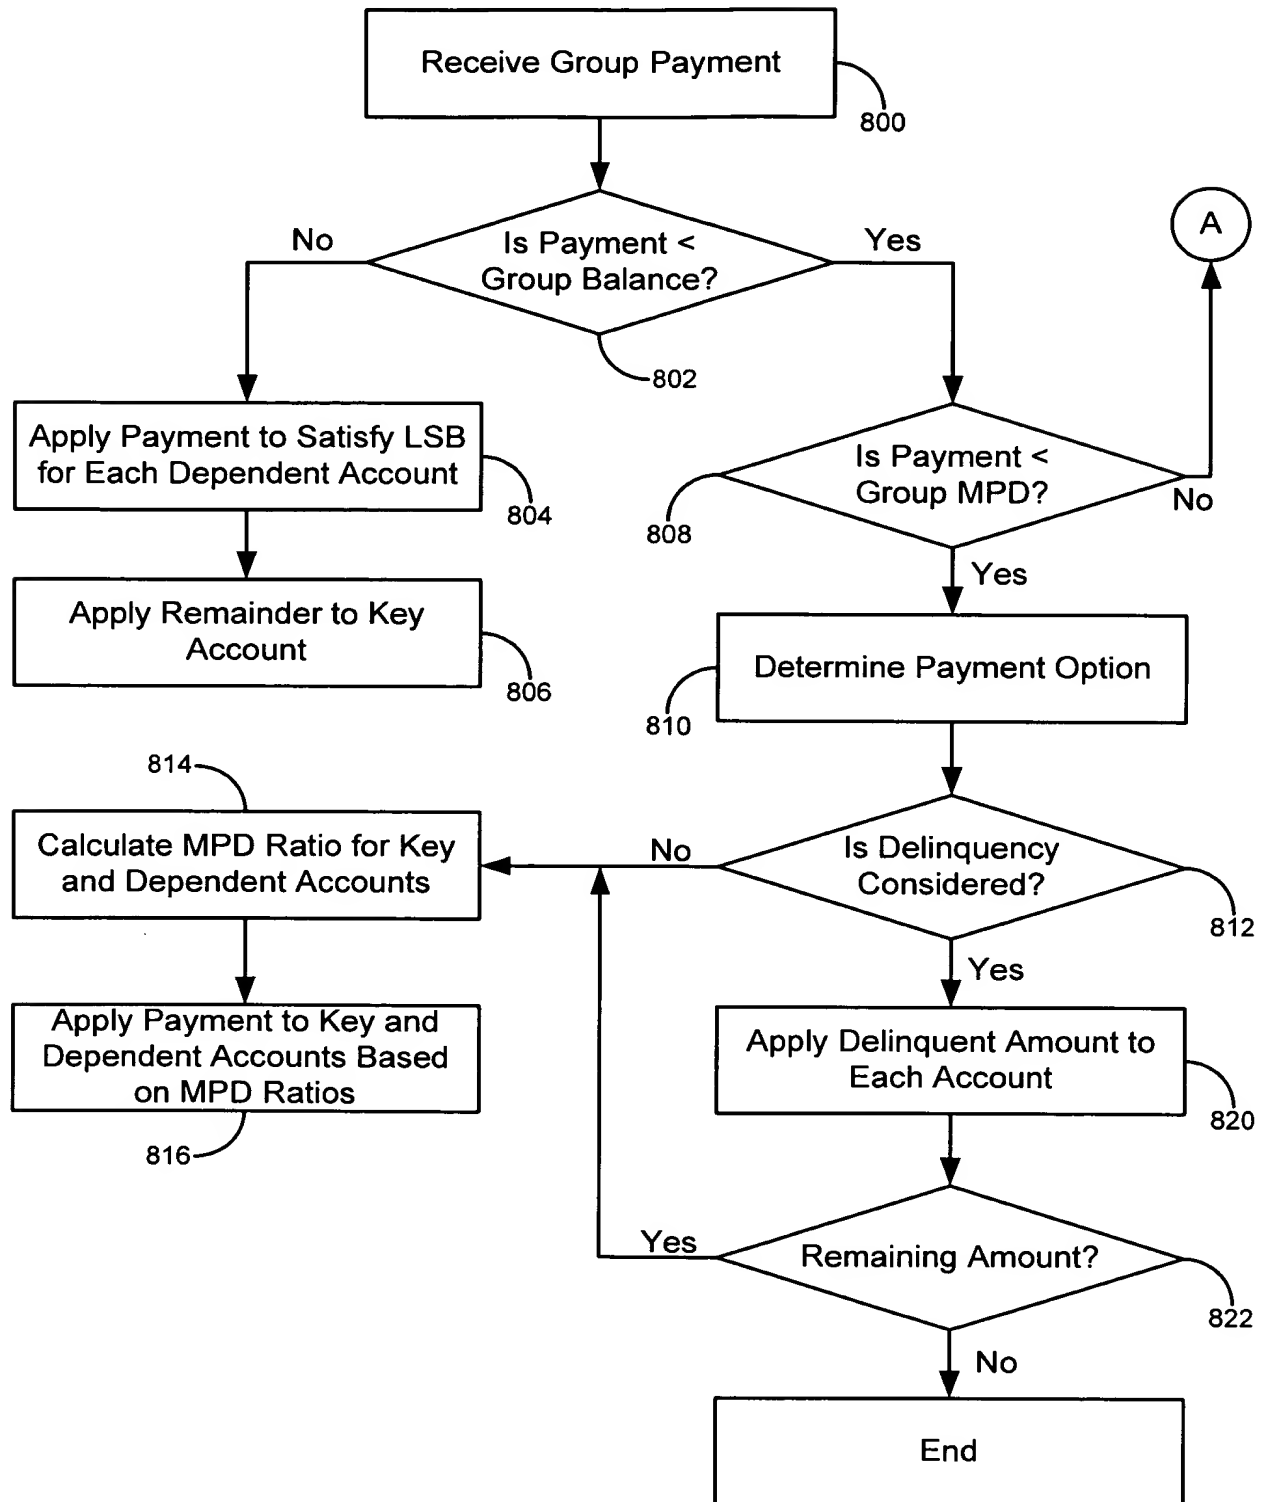 Receive Group Payment
800
A
No
Is Payment <
Group Balance?
Yes
802
Apply Payment to Satisfy LSB
for Each Dependent Account
804
Is Payment <
Group MPD?
808
No
Yes
Apply Remainder to Key
Account
806
Determine Payment Option
810
814
Calculate MPD Ratio for Key
and Dependent Accounts
No
Is Delinquency
Considered?
812
Yes
Apply Payment to Key and
Dependent Accounts Based
on MPD Ratios
816
Apply Delinquent Amount to
Each Account
820
Yes
Remaining Amount?
822
No
End